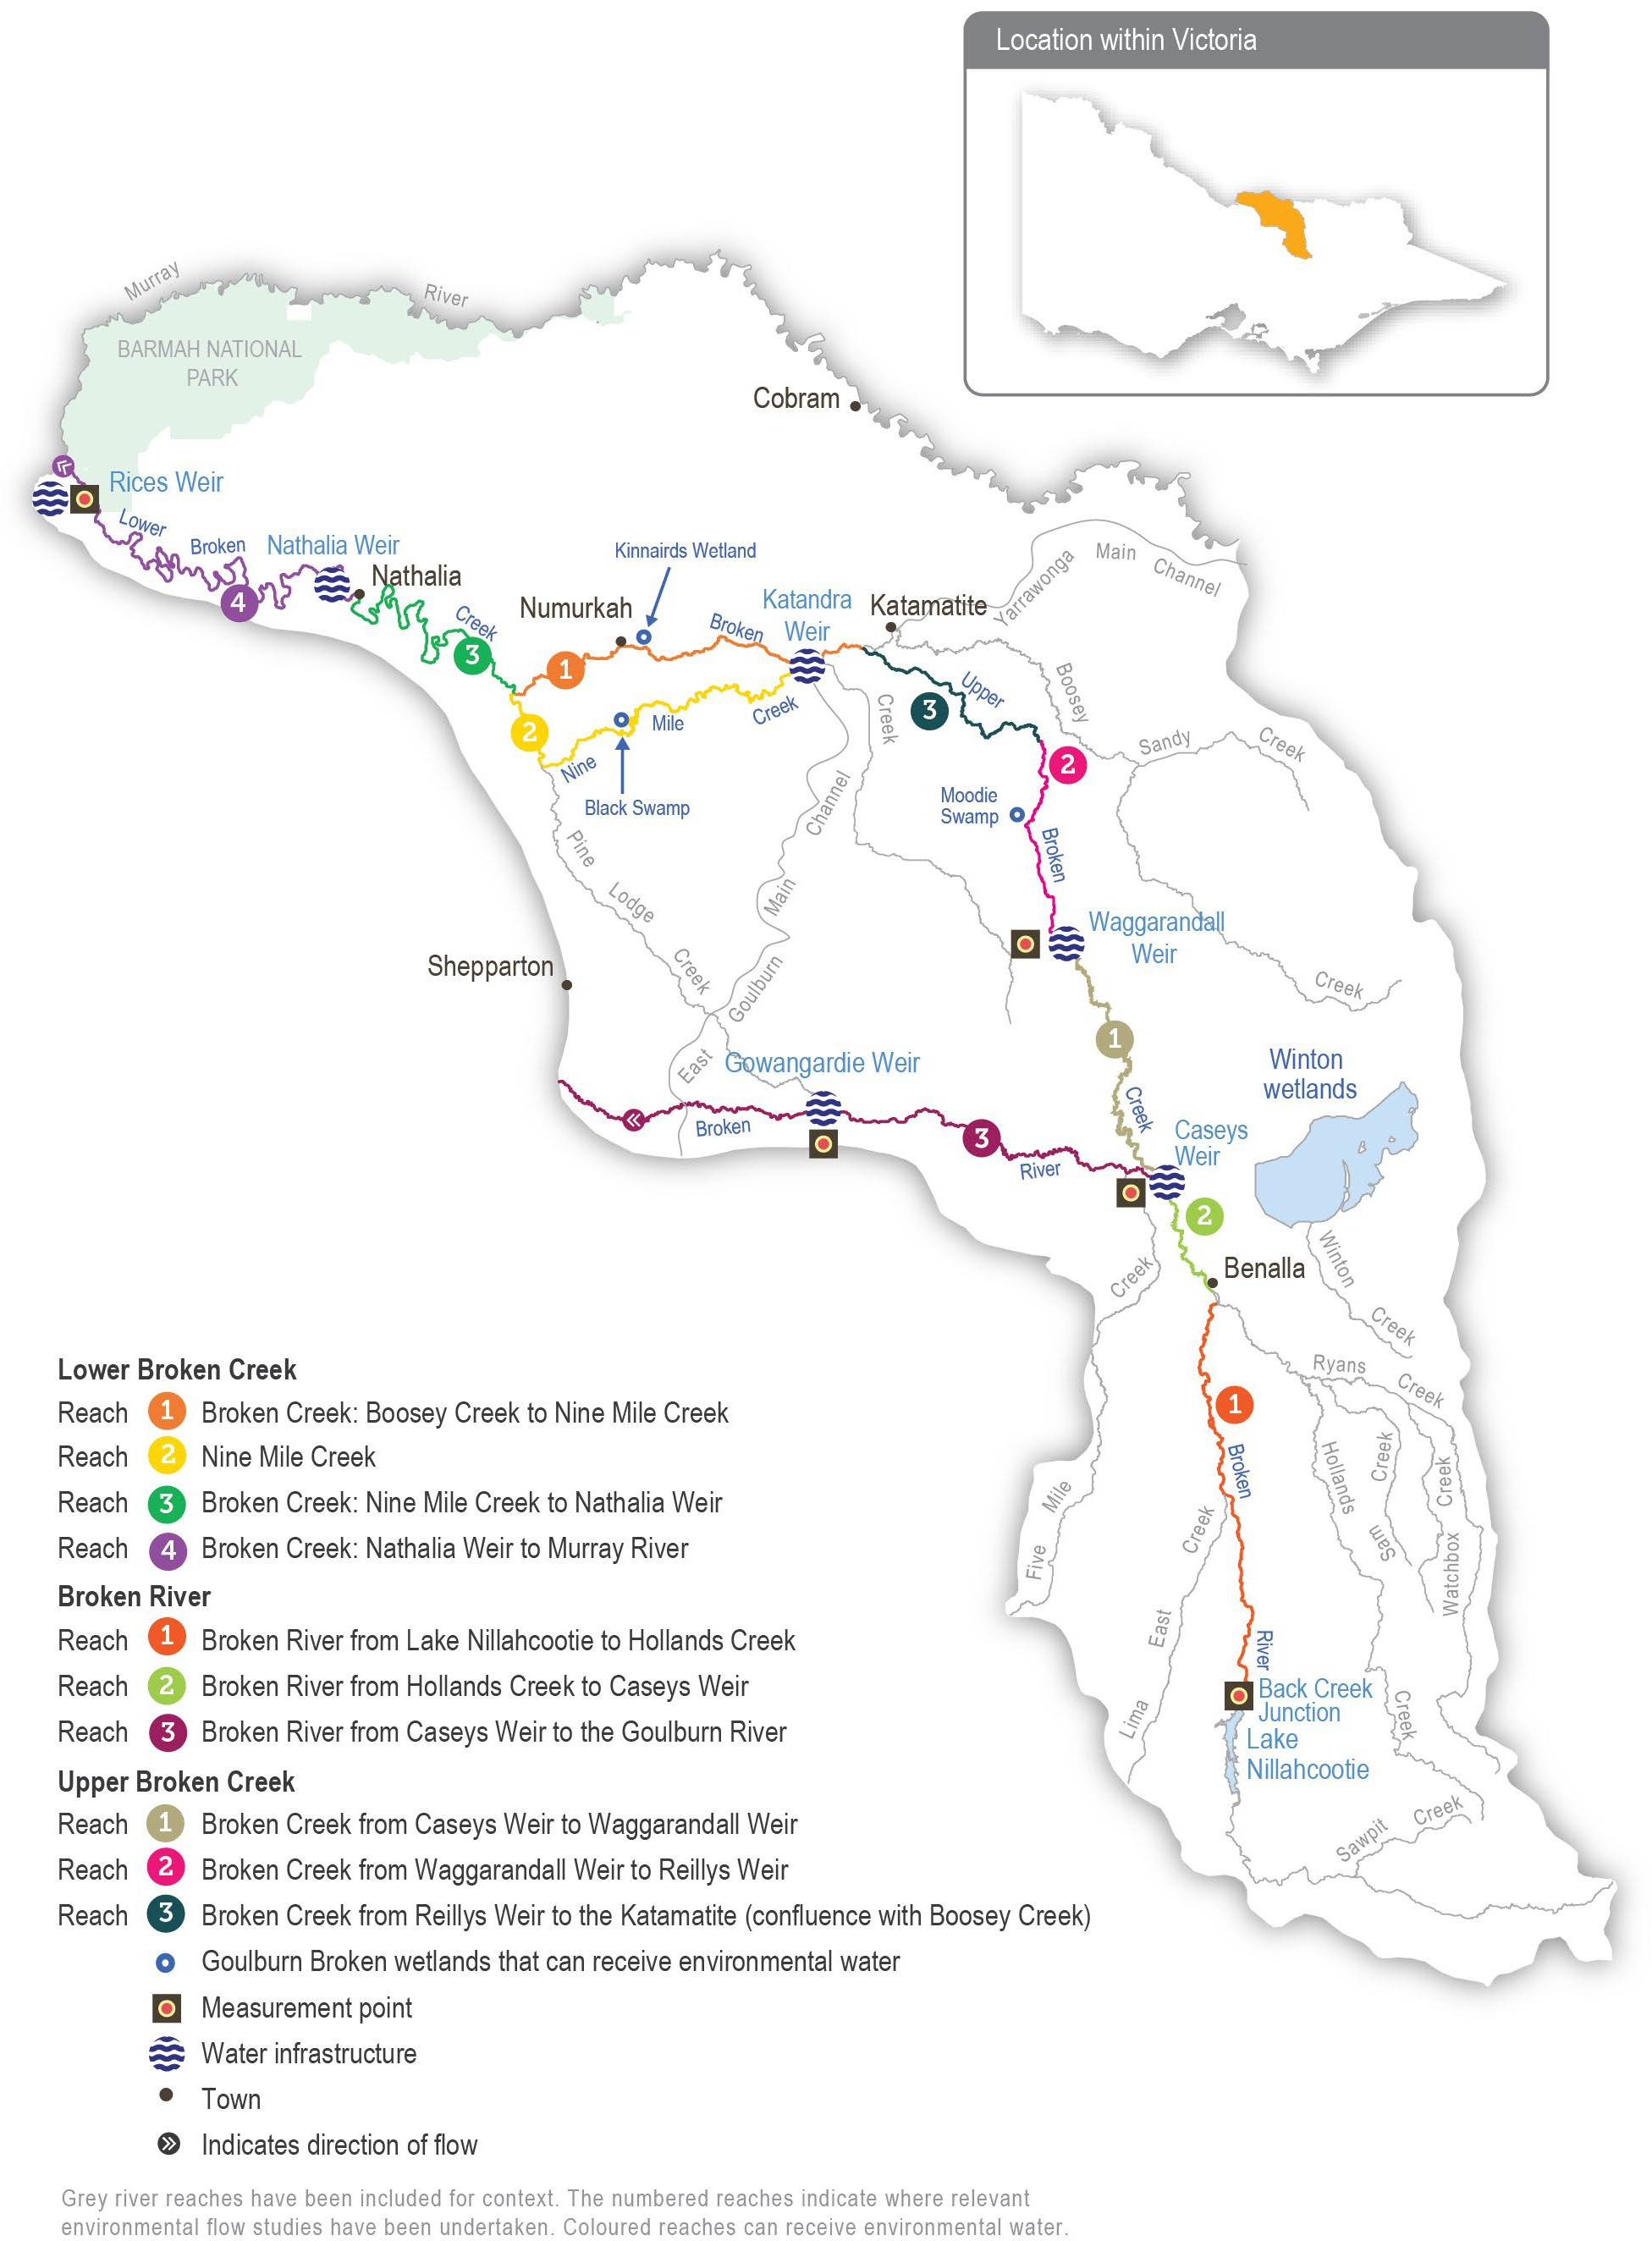 Location within Victoria
Murray
River
BARMAH NATIONAL
PARK
Cobram
Rices Weir
Lower
Broken
Nathalia Weir
Nathalia
Creek
4
3
Kinnairds Wetland
Numurkah
Broken
Katandra
Weir
Katamatite
Yarrawonga
Main
Channel
1
2
Nine
Mile
Creek
Black Swamp
Creek
3
Upper
Boosey
Sandy
Creek
2
Moodie
Swamp
Broken
Channel
Main
Goulburn
East
Pine
Lodge
Creek
Waggarandall
Weir
Creek
Shepparton
1
Creek
Gowangardie Weir
Winton
wetlands
Broken
3
River
Caseys
Weir
2
Benalla
Creek
Winton
Creek
Ryans
Creek
1
Broken
Hollands
Creek
Sam
Creek
Watchbox
Mile
Five
Creek
East
Lima
River
Back Creek
Junction
Lake
Nillahcootie
Creek
Sawpit
Creek
Lower Broken Creek
Reach 1 Broken Creek: Boosey Creek to Nine Mile Creek
Reach 2 Nine Mile Creek
Reach 3 Broken Creek: Nine Mile Creek to Nathalia Weir
Reach 4 Broken Creek: Nathalia Weir to Murray River
Broken River
Reach 1 Broken River from Lake Nillahcootie to Hollands Creek
Reach 2 Broken River from Hollands Creek to Caseys Weir
Reach 3 Broken River from Caseys Weir to the Goulburn River
Upper Broken Creek
Reach 1 Broken Creek from Caseys Weir to Waggarandall Weir
Reach 2 Broken Creek from Waggarandall Weir to Reillys Weir
Reach 3 Broken Creek from Reillys Weir to the Katamatite (confluence with Boosey Creek)
Goulburn Broken wetlands that can receive environmental water
Measurement point
Water infrastructure
Town
Indicates direction of flow
Grey river reaches have been included for context. The numbered reaches indicate where relevant
environmental flow studies have been undertaken. Coloured reaches can receive environmental water.